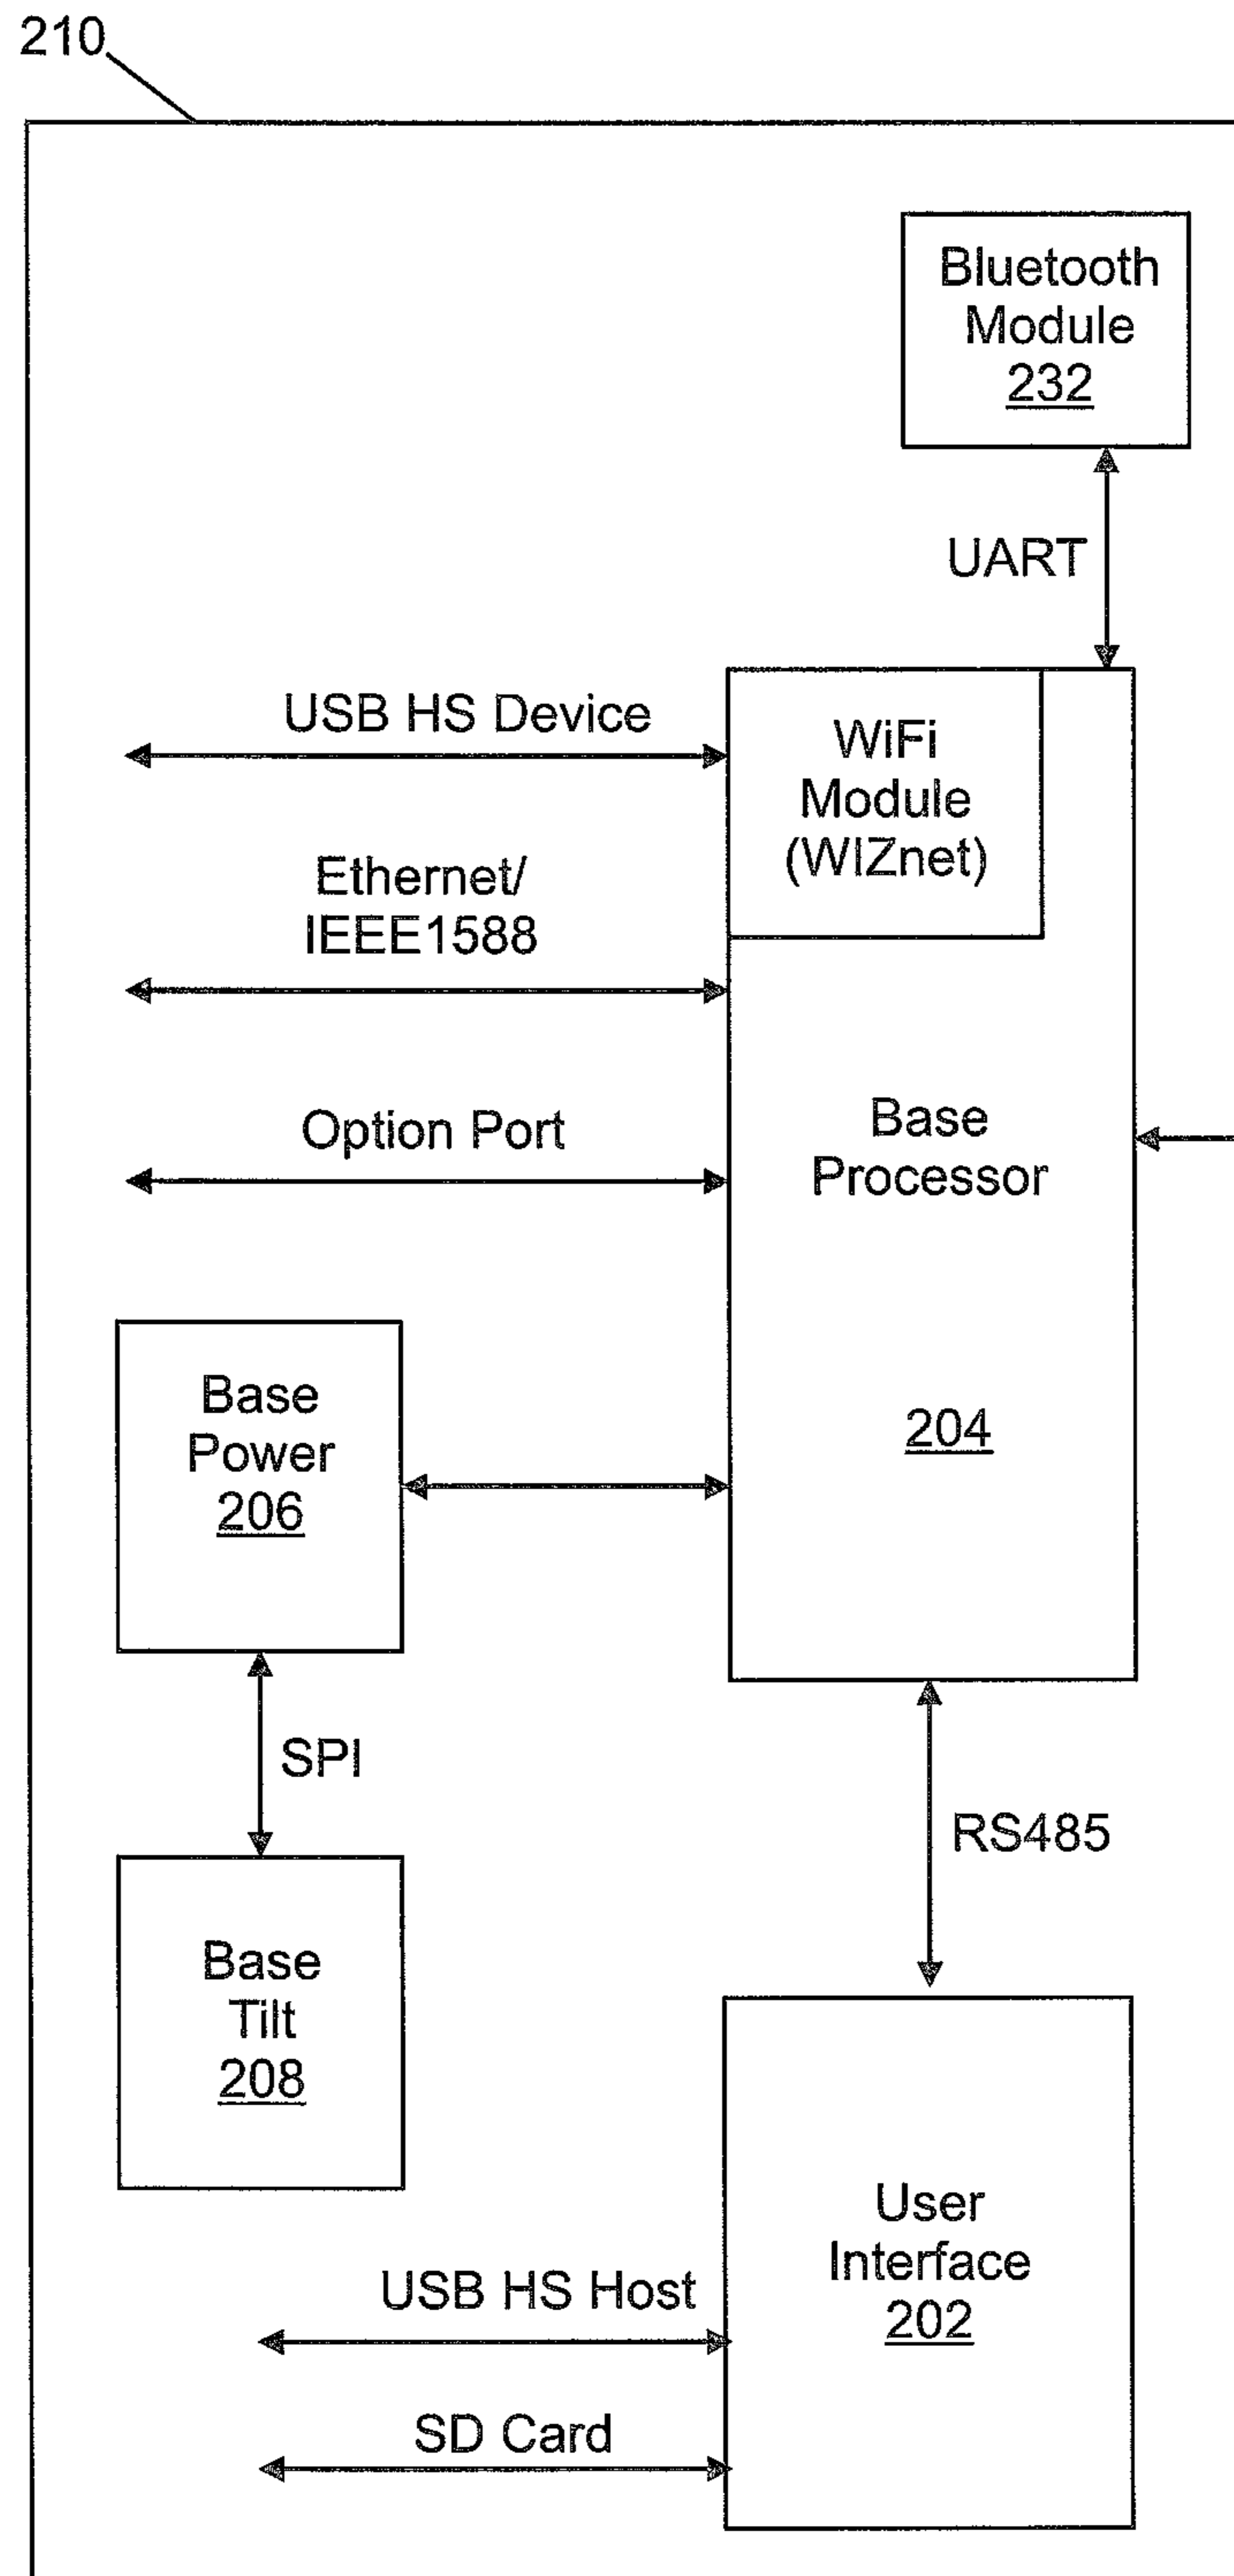 210
Bluetooth
Module
232
UART
USB HS Device
WiFi
Module
(WIZnet)
Ethernet/
IEEE1588
Option Port
Base
Processor
204
Base
Power
206
SPI
RS485
Base
Tilt
208
User
Interface
202
USB HS Host
SD Card